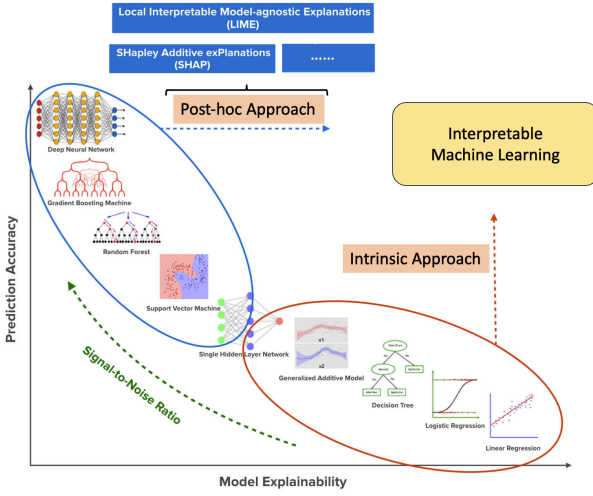 Local Interpretable Model-agnostic Explanations
(LIME)
SHapley Additive exPlanations
(SHAP)
......
Post-hoc Approach
Interpretable
Machine Learning
Deep Neural Network
Gradient Boosting Machine
Random Forest
Intrinsic Approach
Support Vector Machine
Single Hidden Layer Network
x1
x2
Generalized Additive Model
Decision Tree
Logistic Regression
Linear Regression
Signal-to-Noise Ratio
Prediction Accuracy
Model Explainability